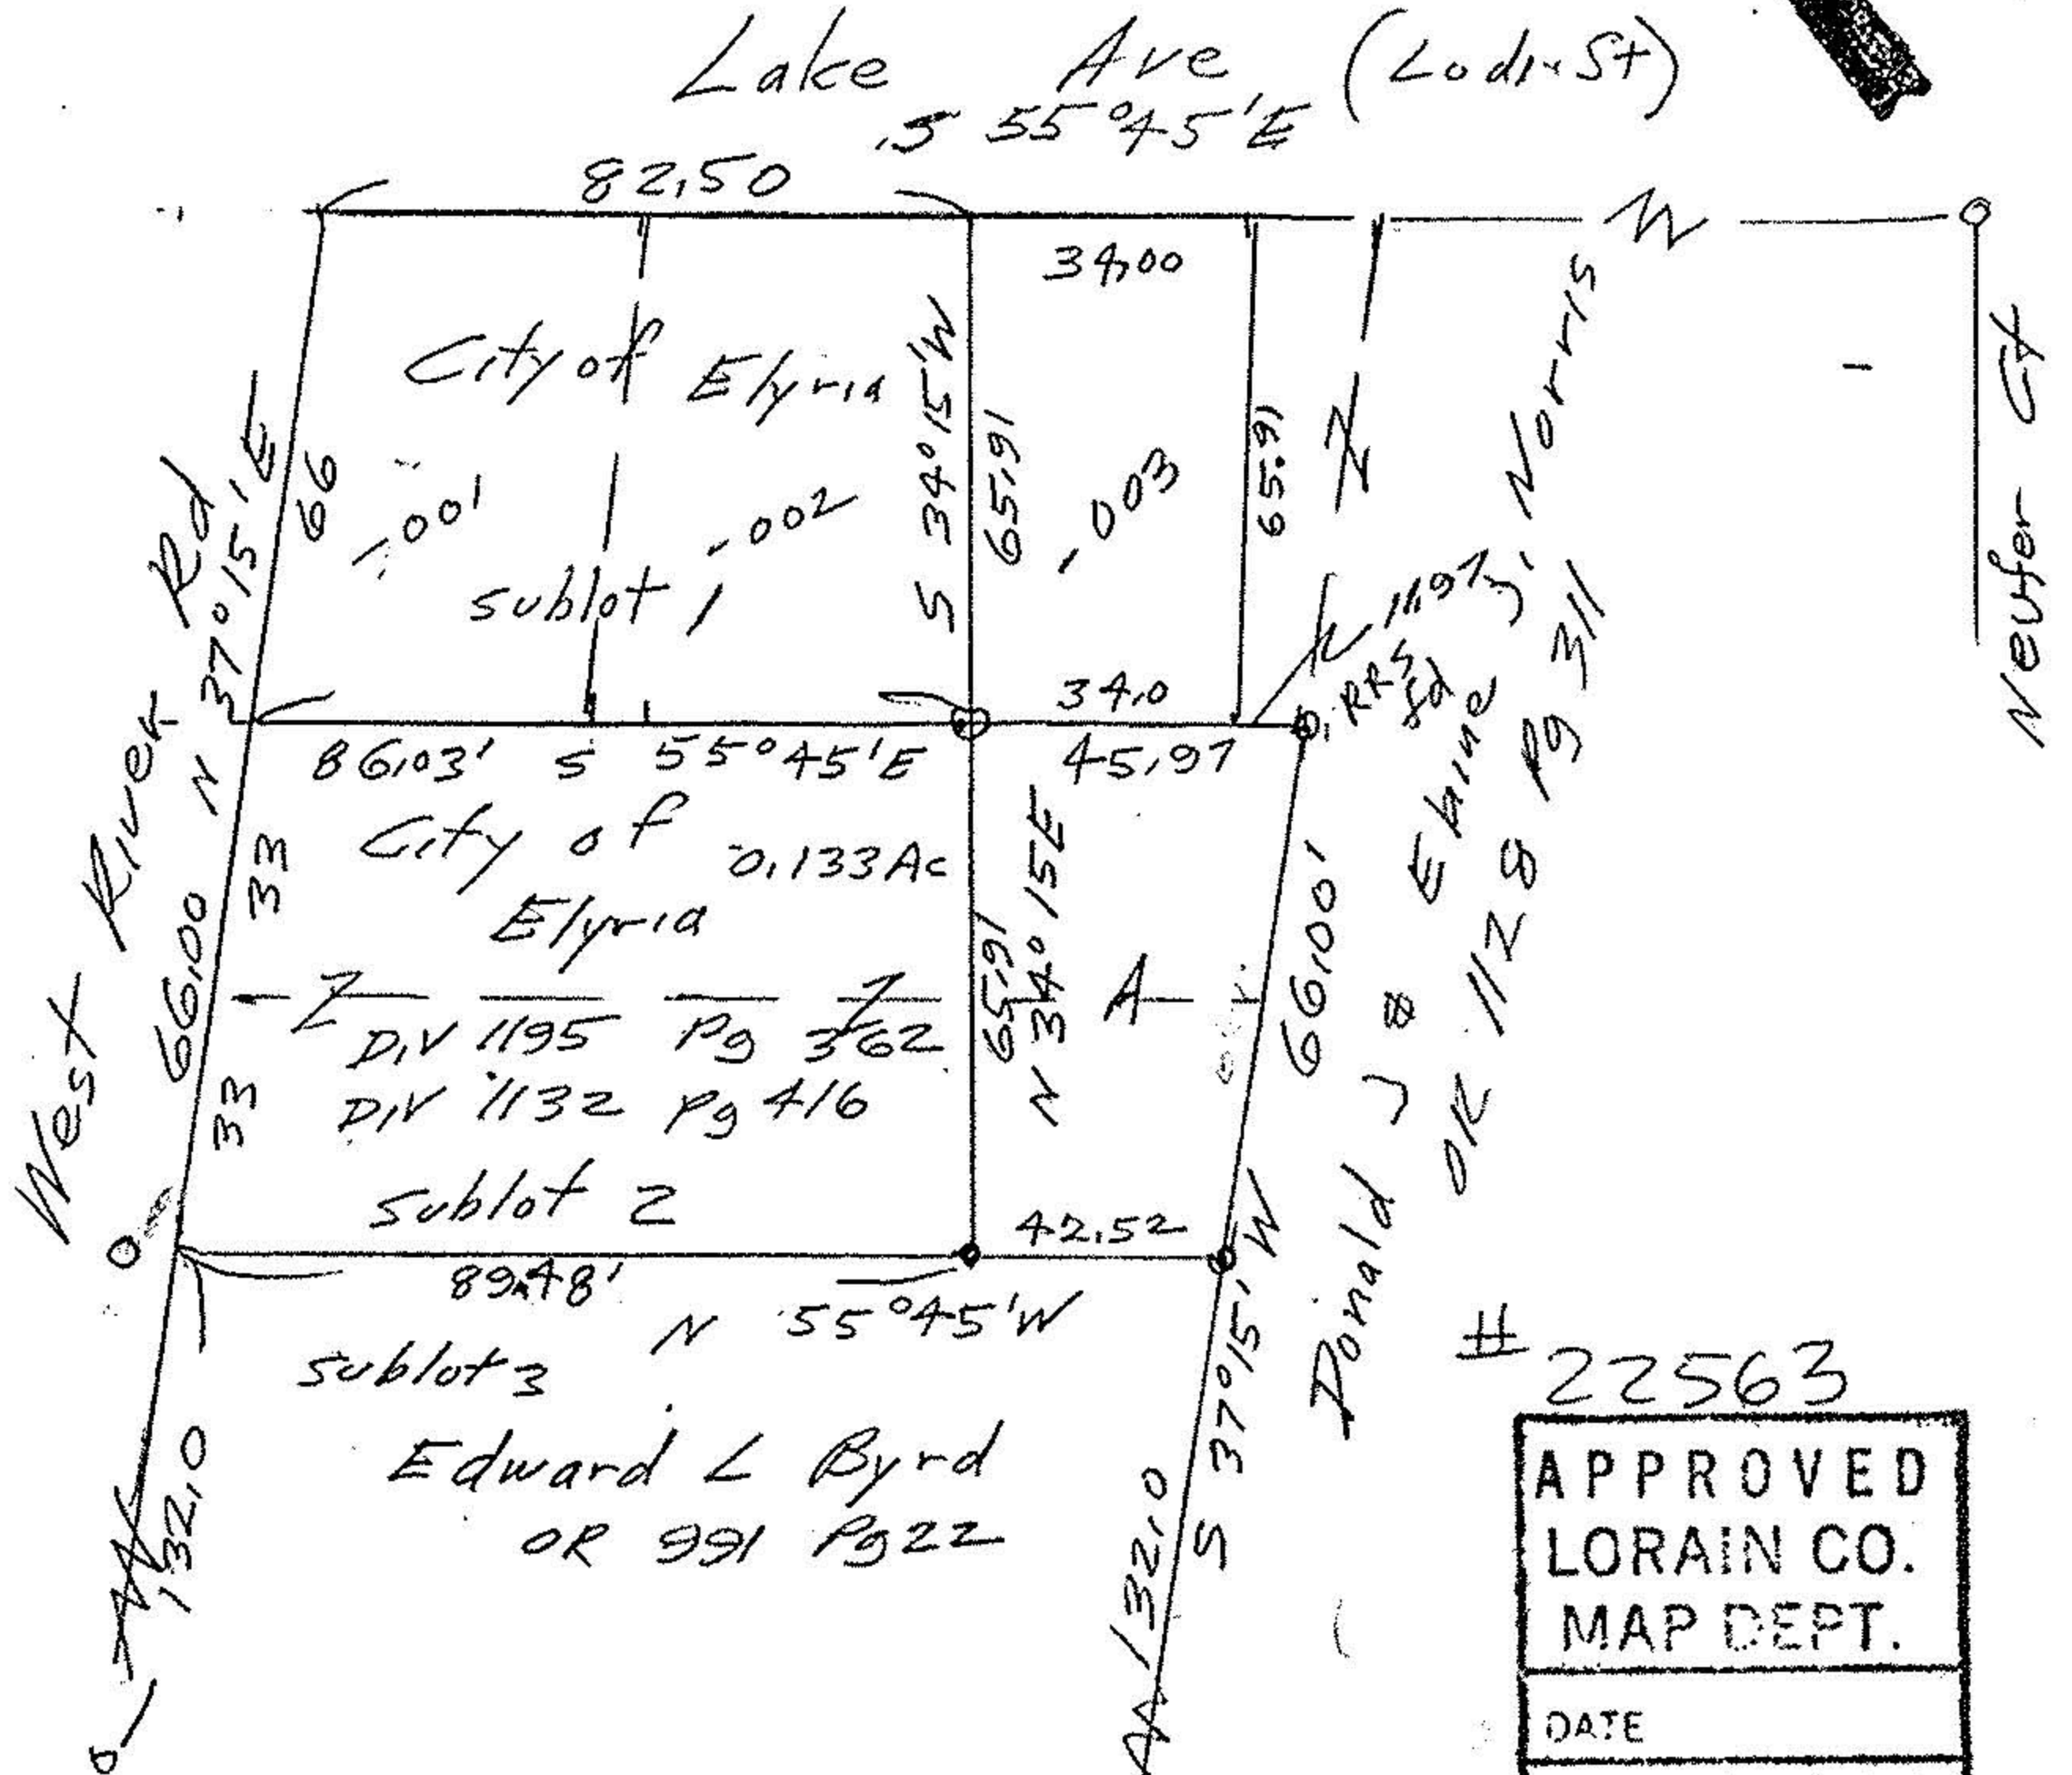 Lake Ave (Lodi St)
S 55°45'E
82,50
34,00
City of Elyria
S 34°15'W
65,91
65.91
West River Rd
N 37°15'E
66
-001
-002
-003
sublot 1
Z
Neufer Ct
11.97
34,0
RRS
fd
86,03' S 55°45'E
45,97
City of
0,133 Ac
Elyria
66,00
33
33
65,91
N 34°15E
66,00'
A
Z Z
DIV 1195 Pg 362
DIV 1132 Pg 416
sublot 2
42,52
89.48'
N 55°45'W
sublot 3
Edward L Byrd
OR 991 Pg 22
132,0
132,0
S 37°15'W
Donald J & Elaine J, Norris
OR 1128 Pg 311
#22563
APPROVED
LORAIN CO.
MAP DEPT.
DATE